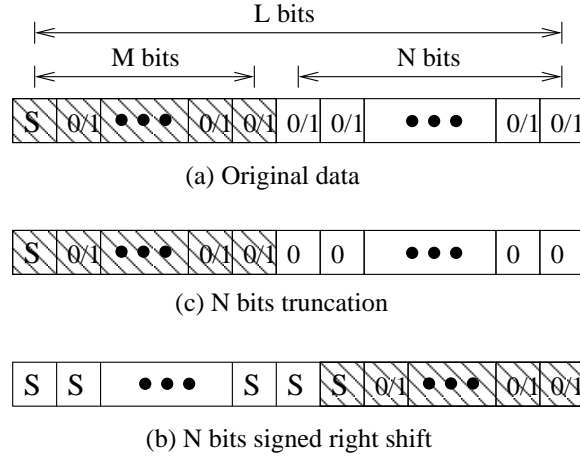 L bits
M bits N bits
S 0/1 ••• 0/1 0/1 0/1 0/1 ••• 0/1 0/1
(a) Original data
S 0/1 ••• 0/1 0/1 0 0 ••• 0 0
(c) N bits truncation
S S ••• S S S 0/1 ••• 0/1 0/1
(b) N bits signed right shift